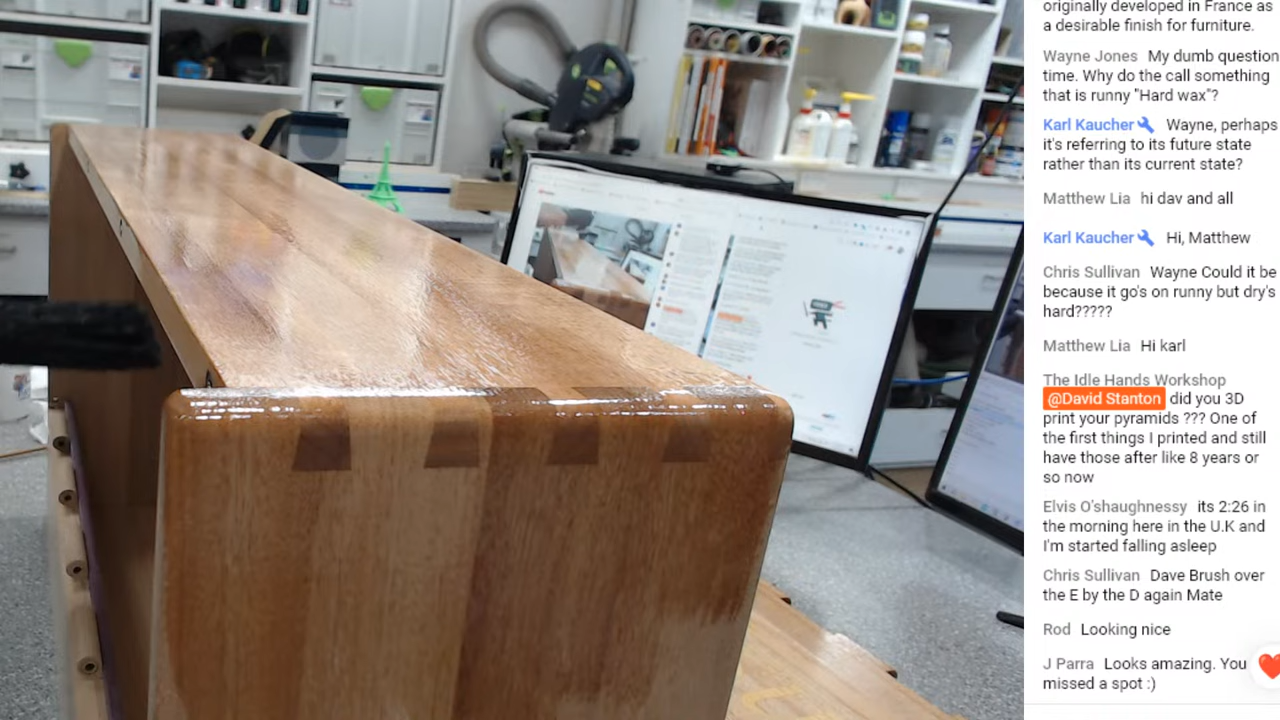 originally developed in France as
a desirable finish for furniture.
Wayne Jones My dumb question
time. Why do the call something
that is runny "Hard wax"?
Karl Kaucher Wayne, perhaps
it's referring to its future state
rather than its current state?
Matthew Lia hi dav and all
Karl Kaucher Hi, Matthew
Chris Sullivan Wayne Could it be
because it go's on runny but dry's
hard?????
Matthew Lia Hi karl
The Idle Hands Workshop
@David Stanton did you 3D
print your pyramids ??? One of
the first things I printed and still
have those after like 8 years or
so now
Elvis O'shaughnessy its 2:26 in
the morning here in the U.K and
I'm started falling asleep
Chris Sullivan Dave Brush over
the E by the D again Mate
Rod Looking nice
J Parra Looks amazing. You
missed a spot :)